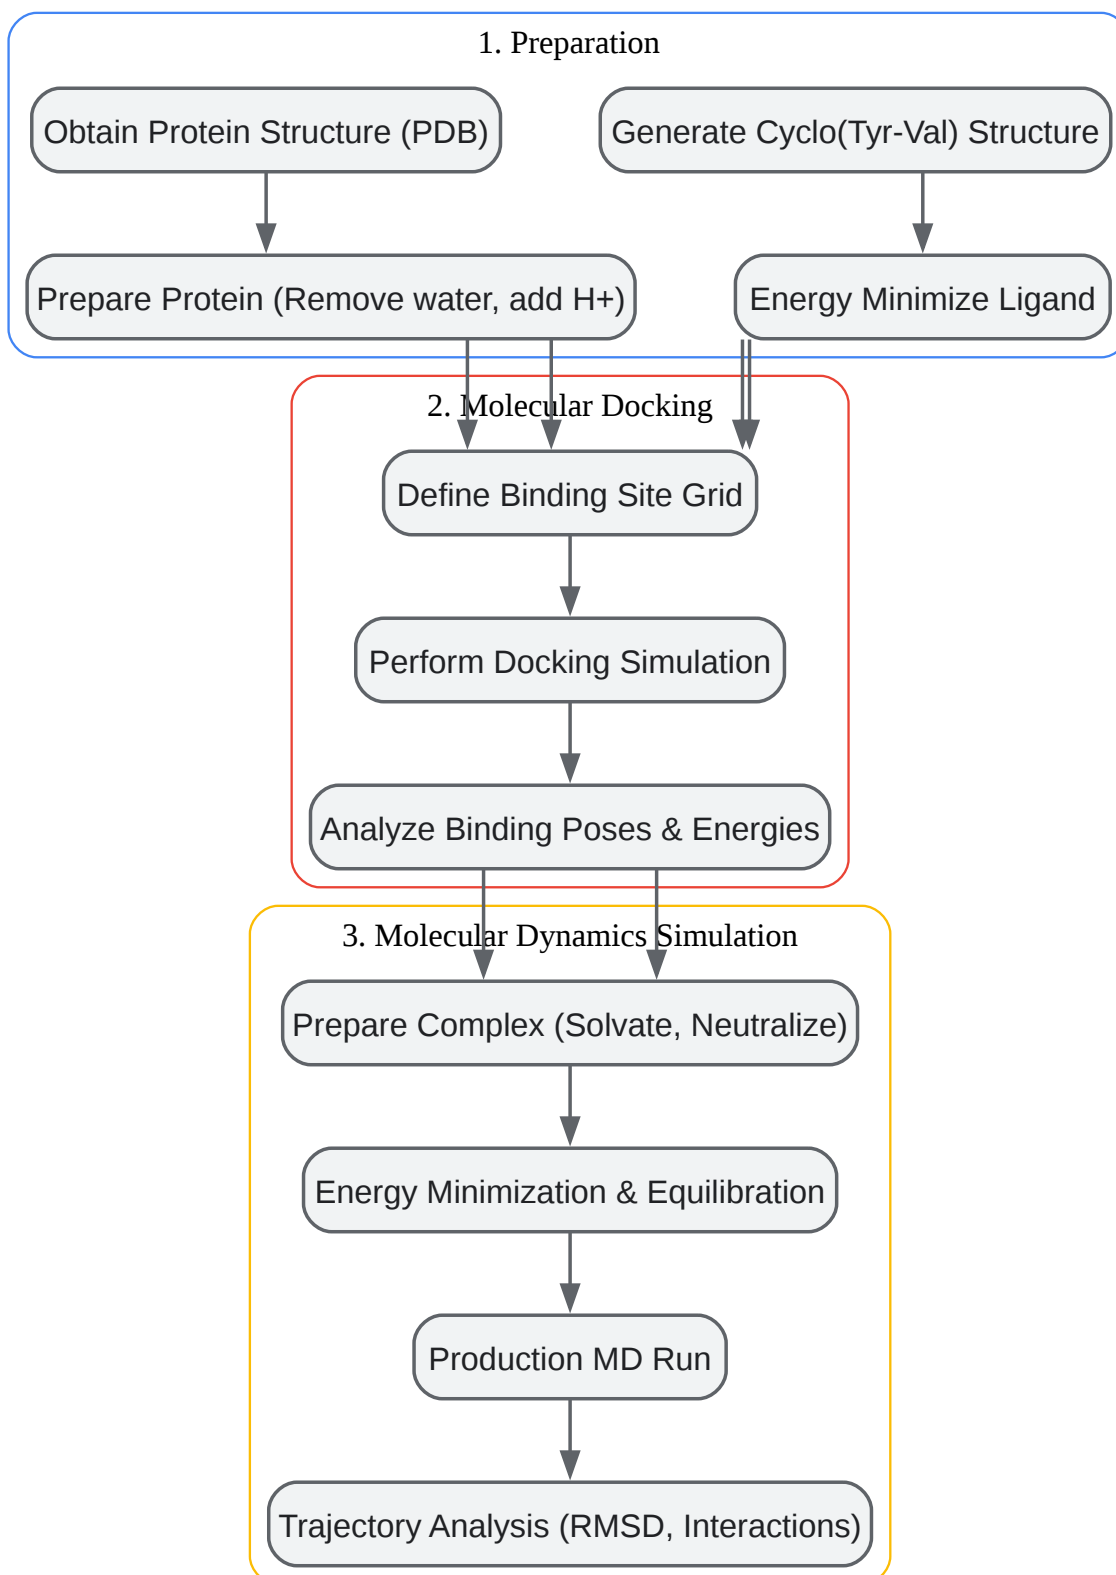 1. Preparation
Obtain Protein Structure (PDB)
Generate Cyclo(Tyr-Val) Structure
Prepare Protein (Remove water, add H+)
Energy Minimize Ligand
2. Molecular Docking
Define Binding Site Grid
Perform Docking Simulation
Analyze Binding Poses & Energies
3. Molecular Dynamics Simulation
Prepare Complex (Solvate, Neutralize)
Energy Minimization & Equilibration
Production MD Run
Trajectory Analysis (RMSD, Interactions)